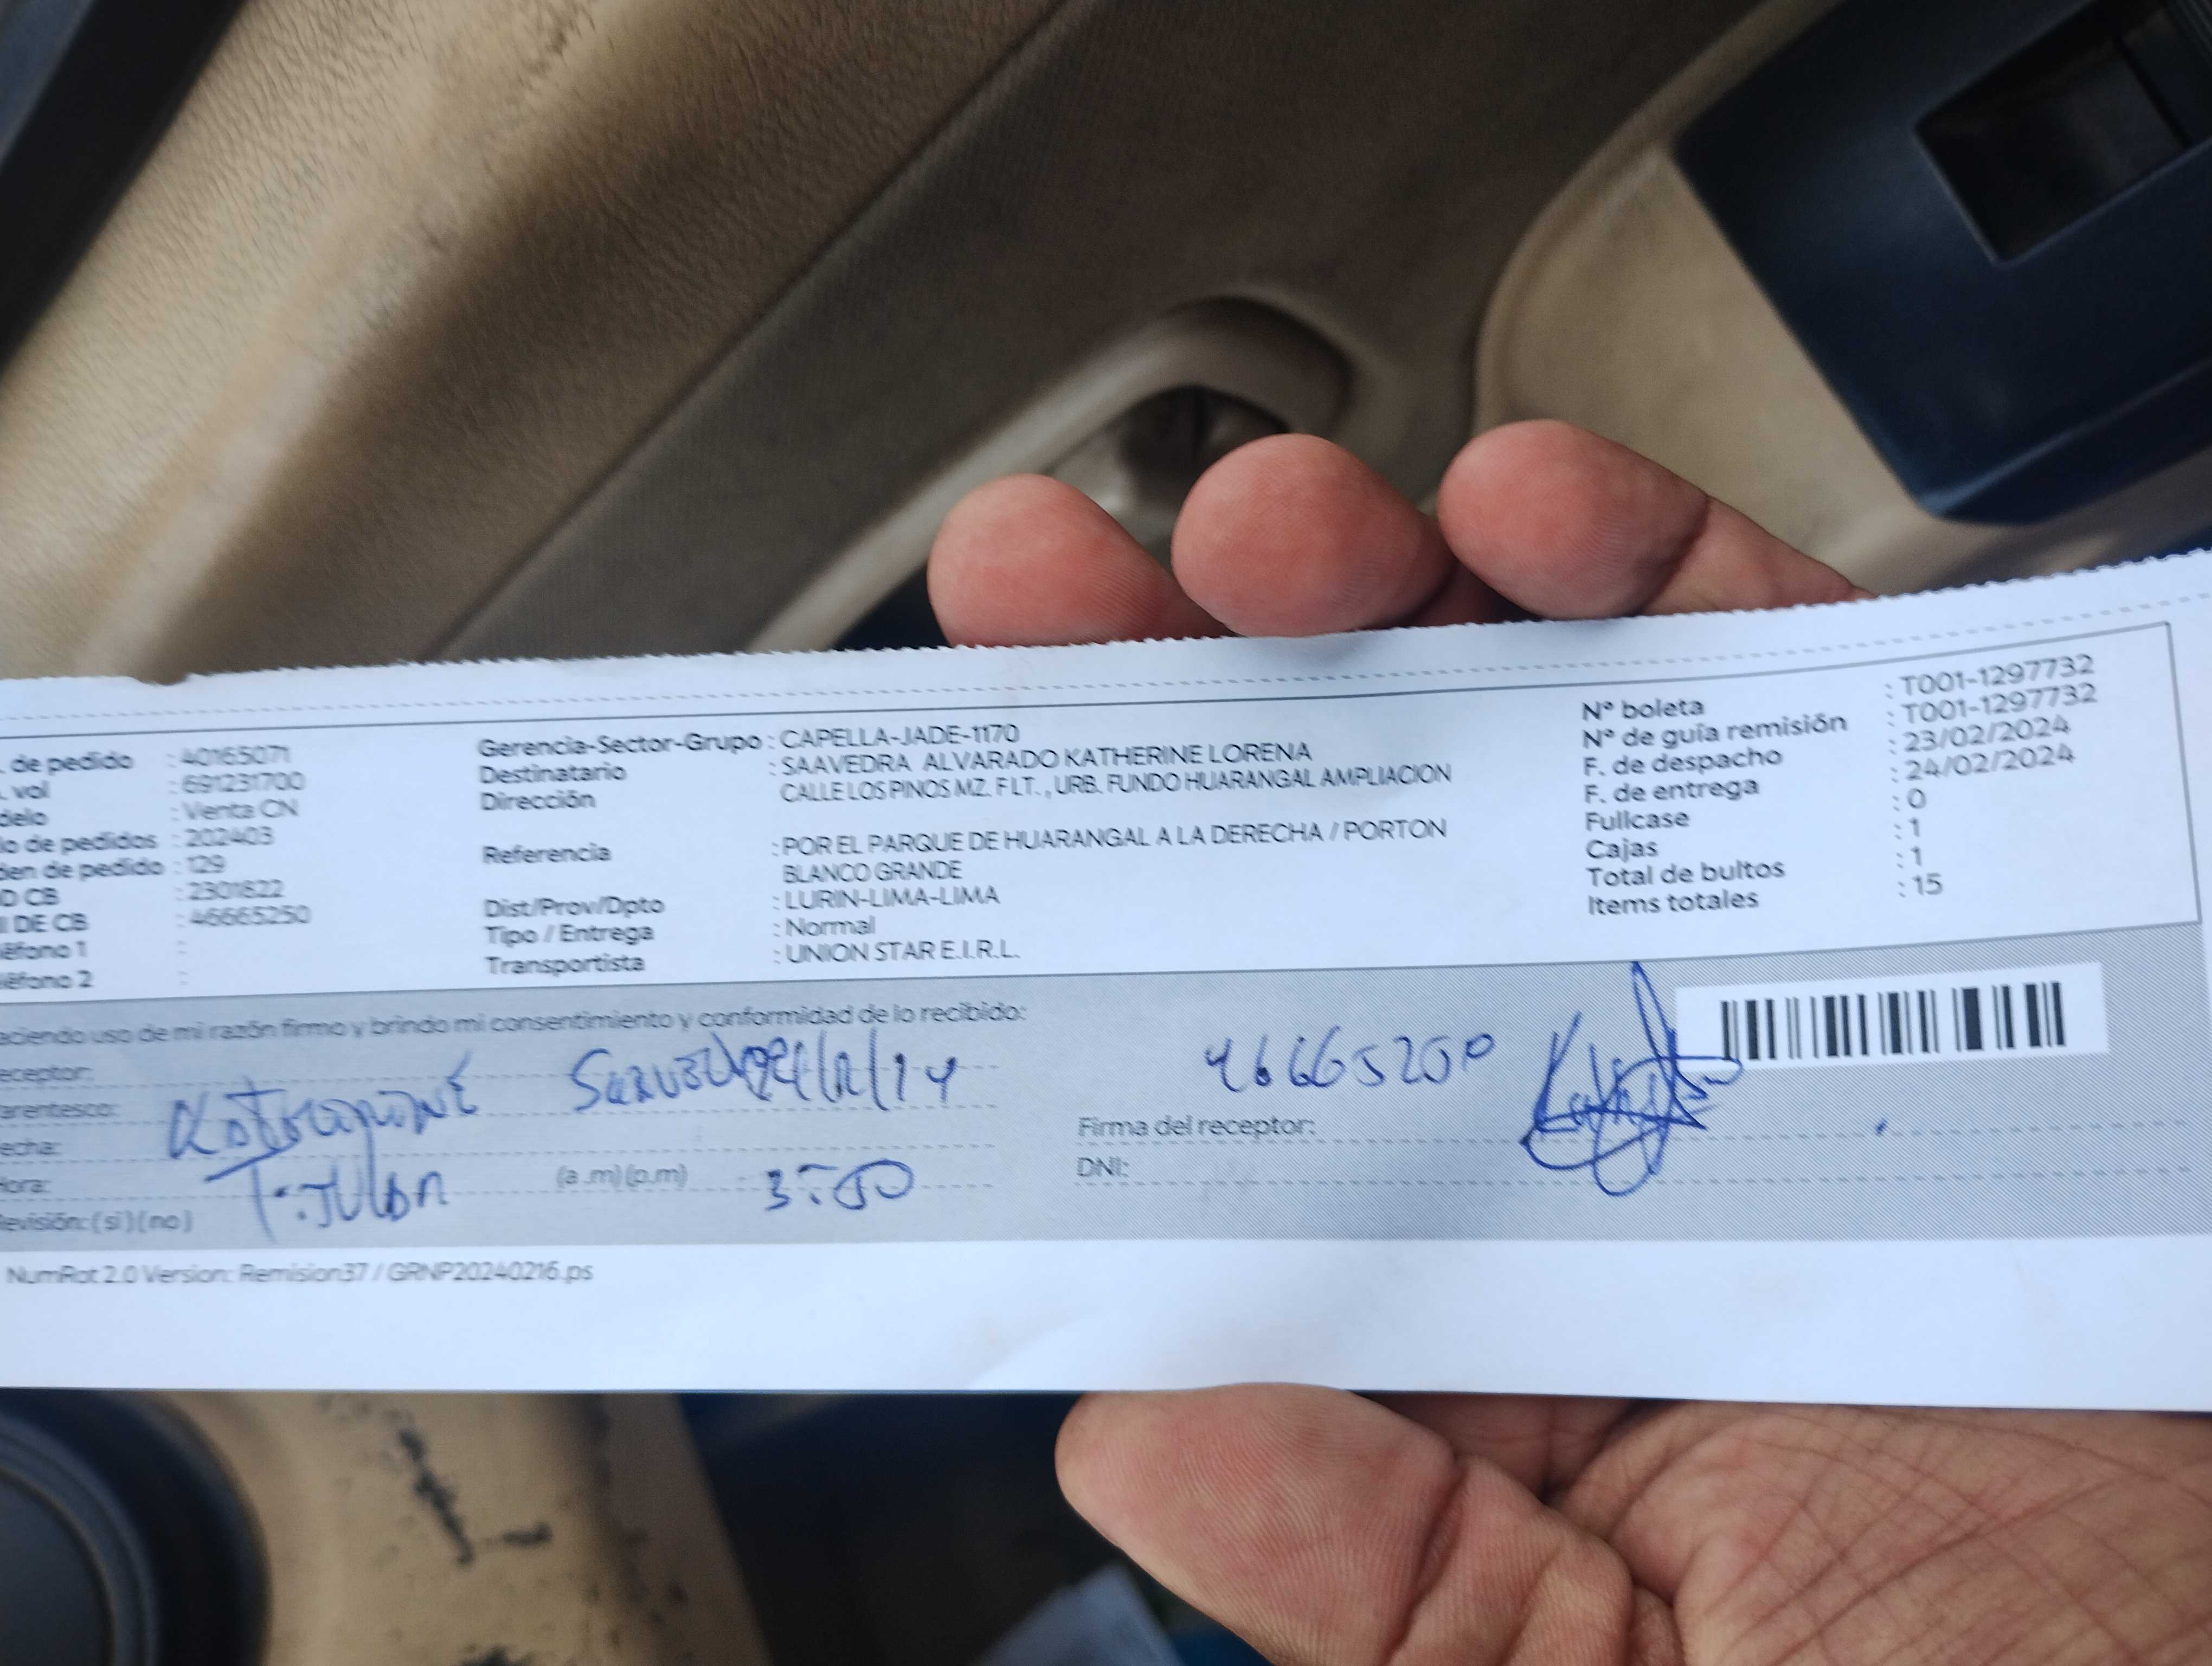 . de pedido : 40165071
. vol : 691231700
delo : Venta CN
o de pedidos : 202403
den de pedido : 129
D CB : 2301822
I DE CB : 46665250
léfono 1 :
léfono 2 :
Gerencia-Sector-Grupo : CAPELLA-JADE-1170
Destinatario : SAAVEDRA ALVARADO KATHERINE LORENA
Dirección CALLE LOS PINOS MZ. F LT. , URB. FUNDO HUARANGAL AMPLIACION
Referencia : POR EL PARQUE DE HUARANGAL A LA DERECHA / PORTON
BLANCO GRANDE
Dist/Prov/Dpto : LURIN-LIMA-LIMA
Tipo / Entrega : Normal
Transportista : UNION STAR E.I.R.L.
Nº boleta : T001-1297732
Nº de guía remisión : T001-1297732
F. de despacho : 23/02/2024
F. de entrega : 24/02/2024
Fullcase : 0
Cajas : 1
Total de bultos : 1
Items totales : 15
aciendo uso de mi razón firmo y brindo mi consentimiento y conformidad de lo recibido:
eceptor:
arentesco:
echa:
Hora: (a .m) (p.m)
Revisión: ( si ) ( no )
46665250
Firma del receptor:
DNI:
NumRot 2.0 Version: Remision37 / GRNP20240216.ps